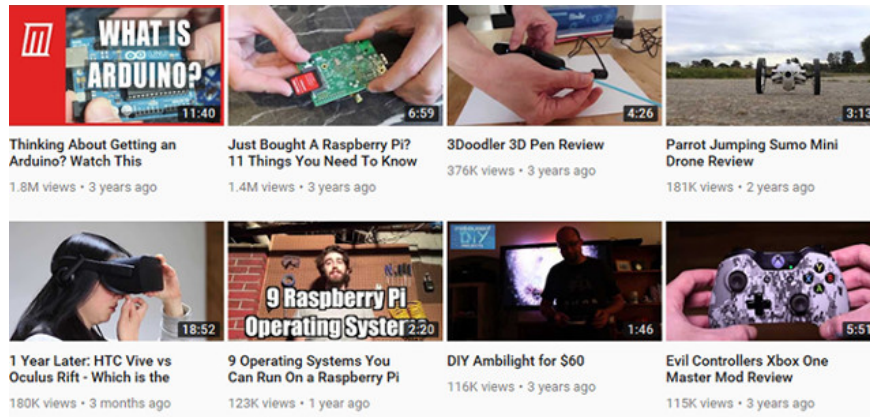 WHAT IS
ARDUINO?
11:40
6:59
4:26
3:13
Thinking About Getting an
Arduino? Watch This
1.8M views • 3 years ago
Just Bought A Raspberry Pi?
11 Things You Need To Know
1.4M views • 3 years ago
3Doodler 3D Pen Review
376K views • 3 years ago
Parrot Jumping Sumo Mini
Drone Review
181K views • 2 years ago
18:52
9 Raspberry Pi
Operating System
2:20
DIY
1:46
5:51
1 Year Later: HTC Vive vs
Oculus Rift - Which is the
180K views • 3 months ago
9 Operating Systems You
Can Run On a Raspberry Pi
123K views • 1 year ago
DIY Ambilight for $60
116K views • 3 years ago
Evil Controllers Xbox One
Master Mod Review
115K views • 3 years ago